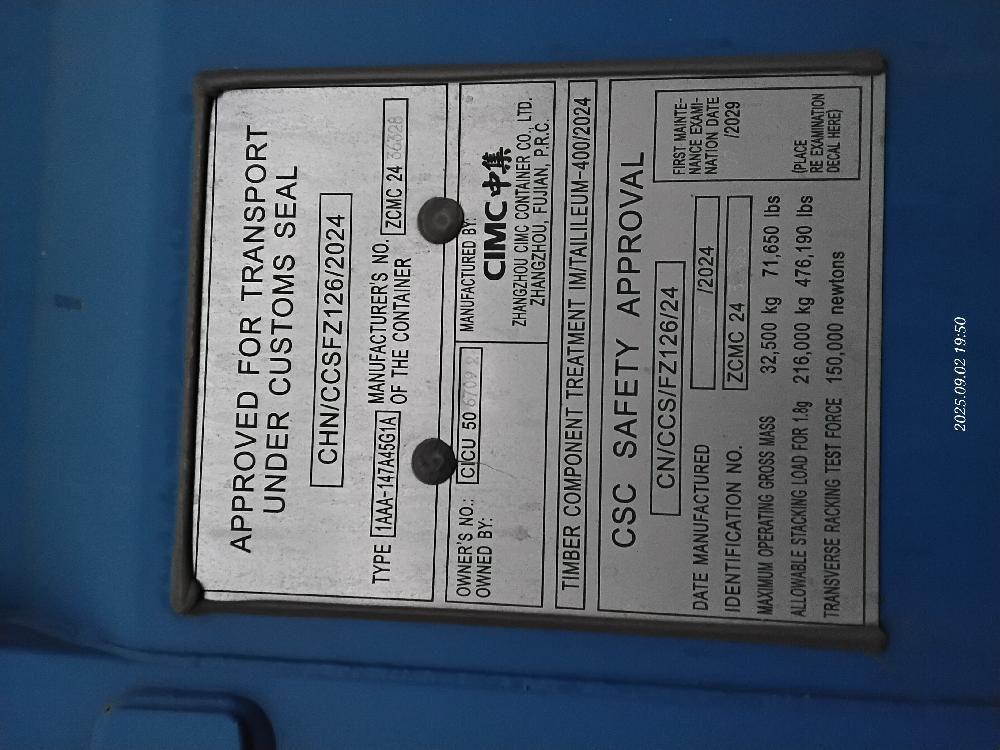 APPROVED FOR TRANSPORT
UNDER CUSTOMS SEAL
CHN/CCSFZ126/2024
TYPE 1AAA-147A45G1A MANUFACTURER'S NO.
OF THE CONTAINER ZCMC 24
OWNER'S NO.: CICU 50
OWNED BY:
MANUFACTURED BY:
CIMC 中集
ZHANGZHOU CIMC CONTAINER CO., LTD.
ZHANGZHOU, FUJIAN, P.R.C.
TIMBER COMPONENT TREATMENT IM/TAILILEUM-400/2024
CSC SAFETY APPROVAL
CN/CCS/FZ126/24
DATE MANUFACTURED /2024
IDENTIFICATION NO. ZCMC 24
MAXIMUM OPERATING GROSS MASS 32,500 kg 71,650 lbs
ALLOWABLE STACKING LOAD FOR 1.8g 216,000 kg 476,190 lbs
TRANSVERSE RACKING TEST FORCE 150,000 newtons
FIRST MAINTE-
NANCE EXAMI-
NATION DATE
/2029
(PLACE
RE EXAMINATION
DECAL HERE)
2025.09.02 19:50